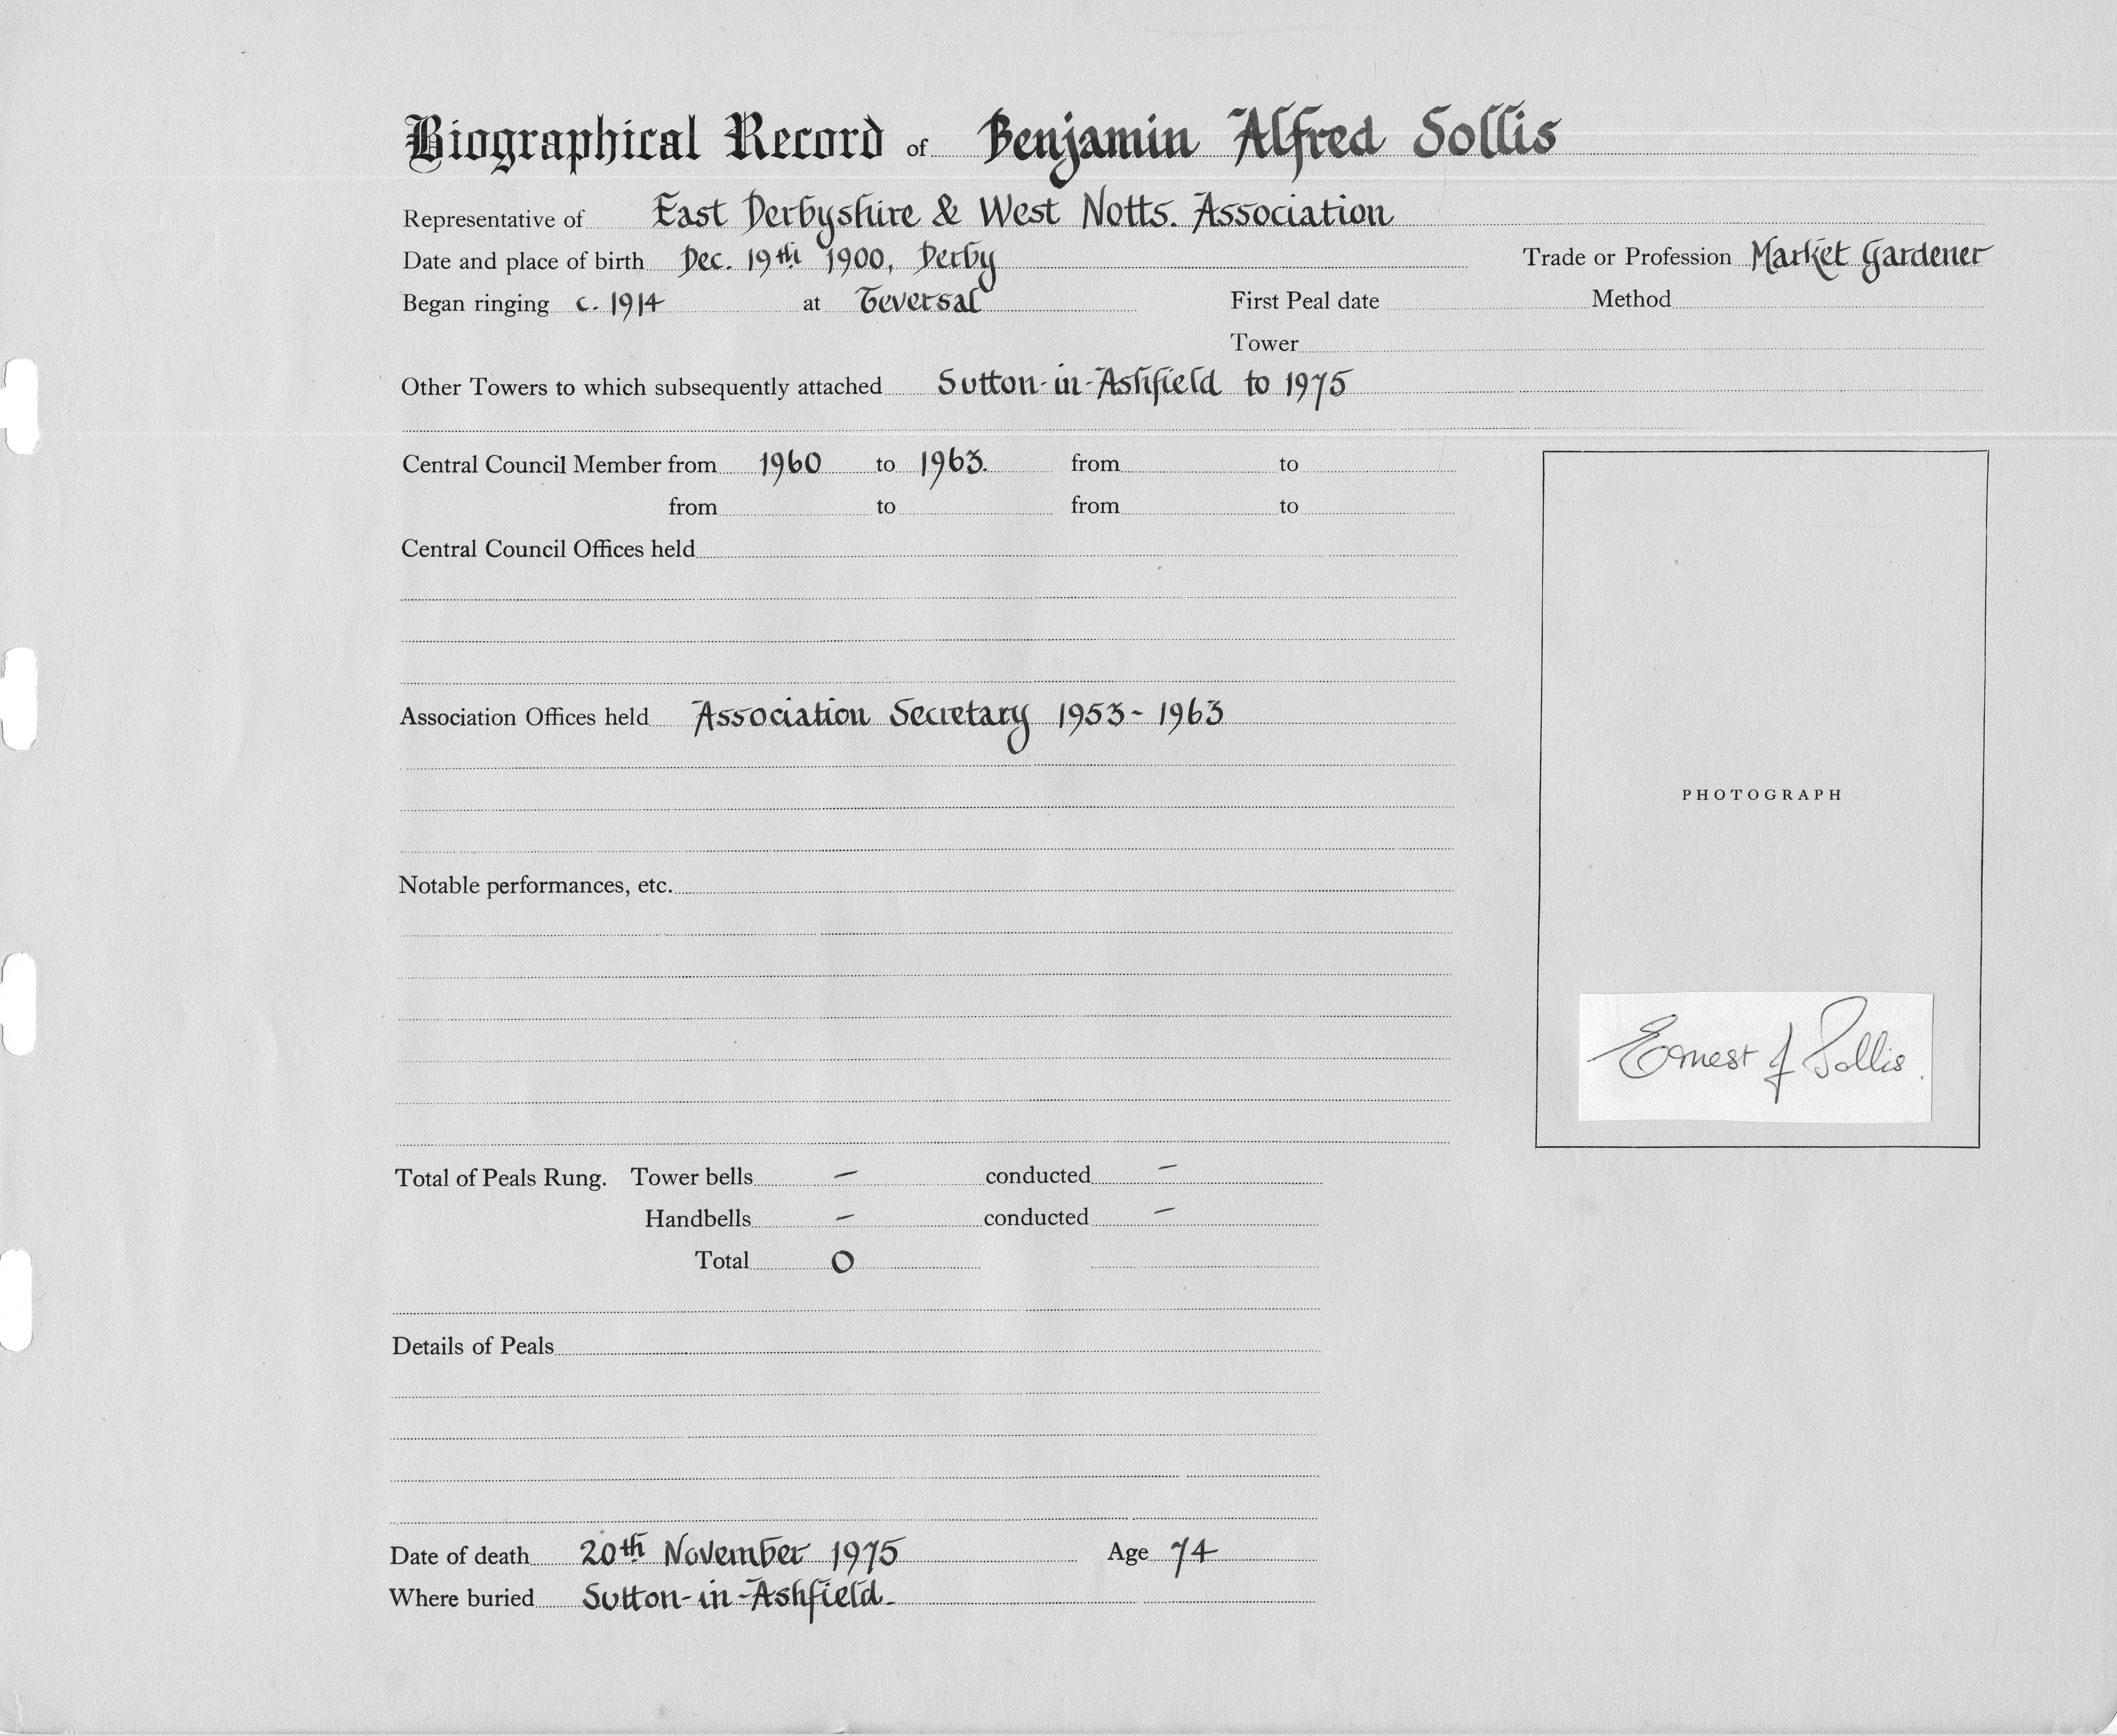 Biographical Record of Benjamin Alfred Sollis
Representative of East Derbyshire & West Notts. Association
Date and place of birth Dec. 19th 1900, Derby Trade or Profession Market Gardener
Began ringing c. 1914 at Teversal First Peal date Method
Tower
Other Towers to which subsequently attached Sutton-in-Ashfield to 1975
Central Council Member from 1960 to 1963. from to
from to from to
Central Council Offices held
Association Offices held Association Secretary 1953-1963
PHOTOGRAPH
Notable performances, etc.
Ernest J Sollis.
Total of Peals Rung. Tower bells – conducted –
Handbells – conducted –
Total 0
Details of Peals
Date of death 20th November 1975 Age 74
Where buried Sutton-in-Ashfield.